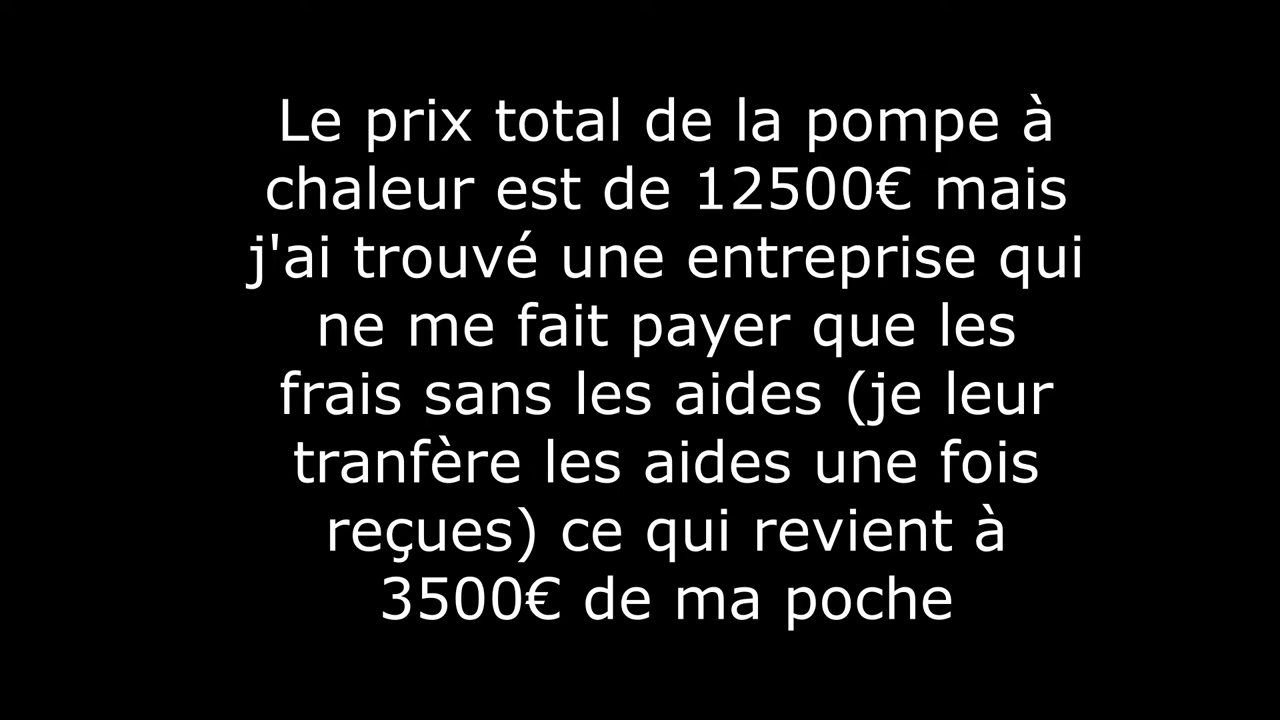 Le prix total de la pompe à
chaleur est de 12500€ mais
j'ai trouvé une entreprise qui
ne me fait payer que les
frais sans les aides (je leur
tranfère les aides une fois
reçues) ce qui revient à
3500€ de ma poche